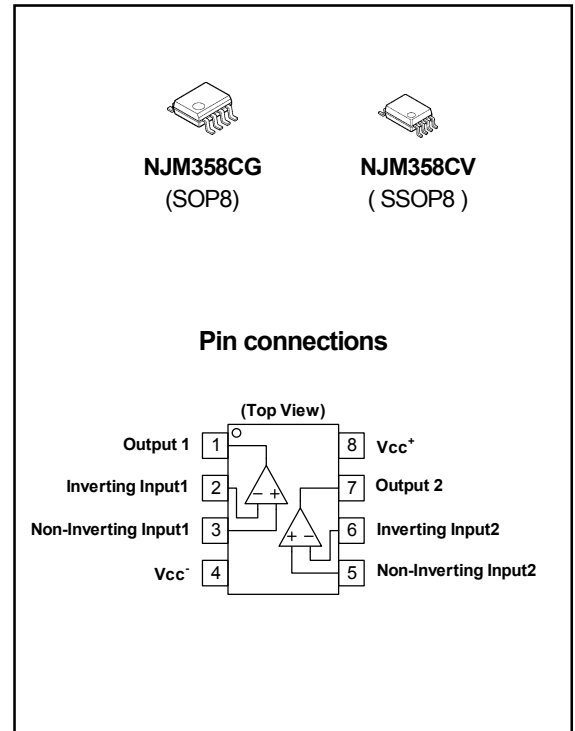 NJM358CG NJM358CV
(SOP8) ( SSOP8 )
Pin connections
(Top View)
Output 1 1 8 Vcc⁺
Inverting Input1 2 − + 7 Output 2
Non-Inverting Input1 3 + − 6 Inverting Input2
Vcc⁻ 4 5 Non-Inverting Input2